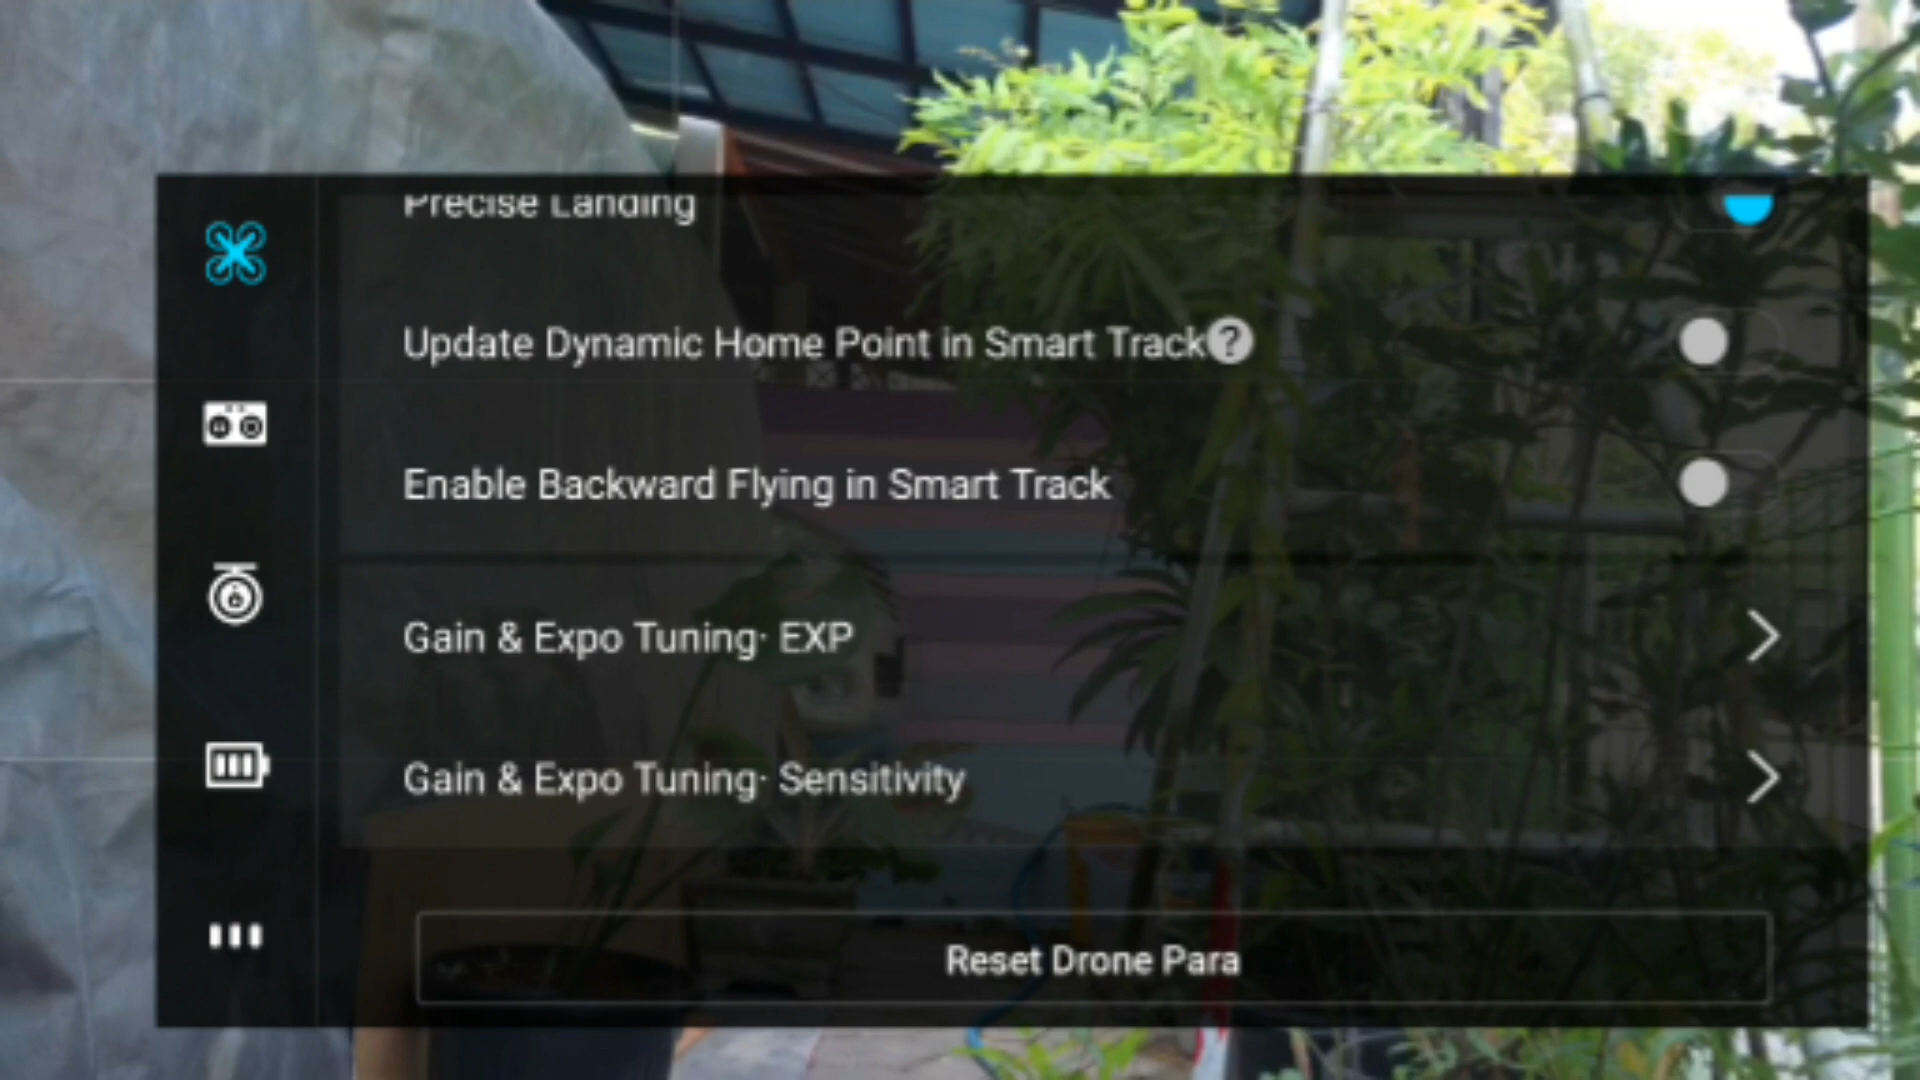 Precise Landing
Update Dynamic Home Point in Smart Track?
Enable Backward Flying in Smart Track
Gain & Expo Tuning· EXP
Gain & Expo Tuning· Sensitivity
Reset Drone Para